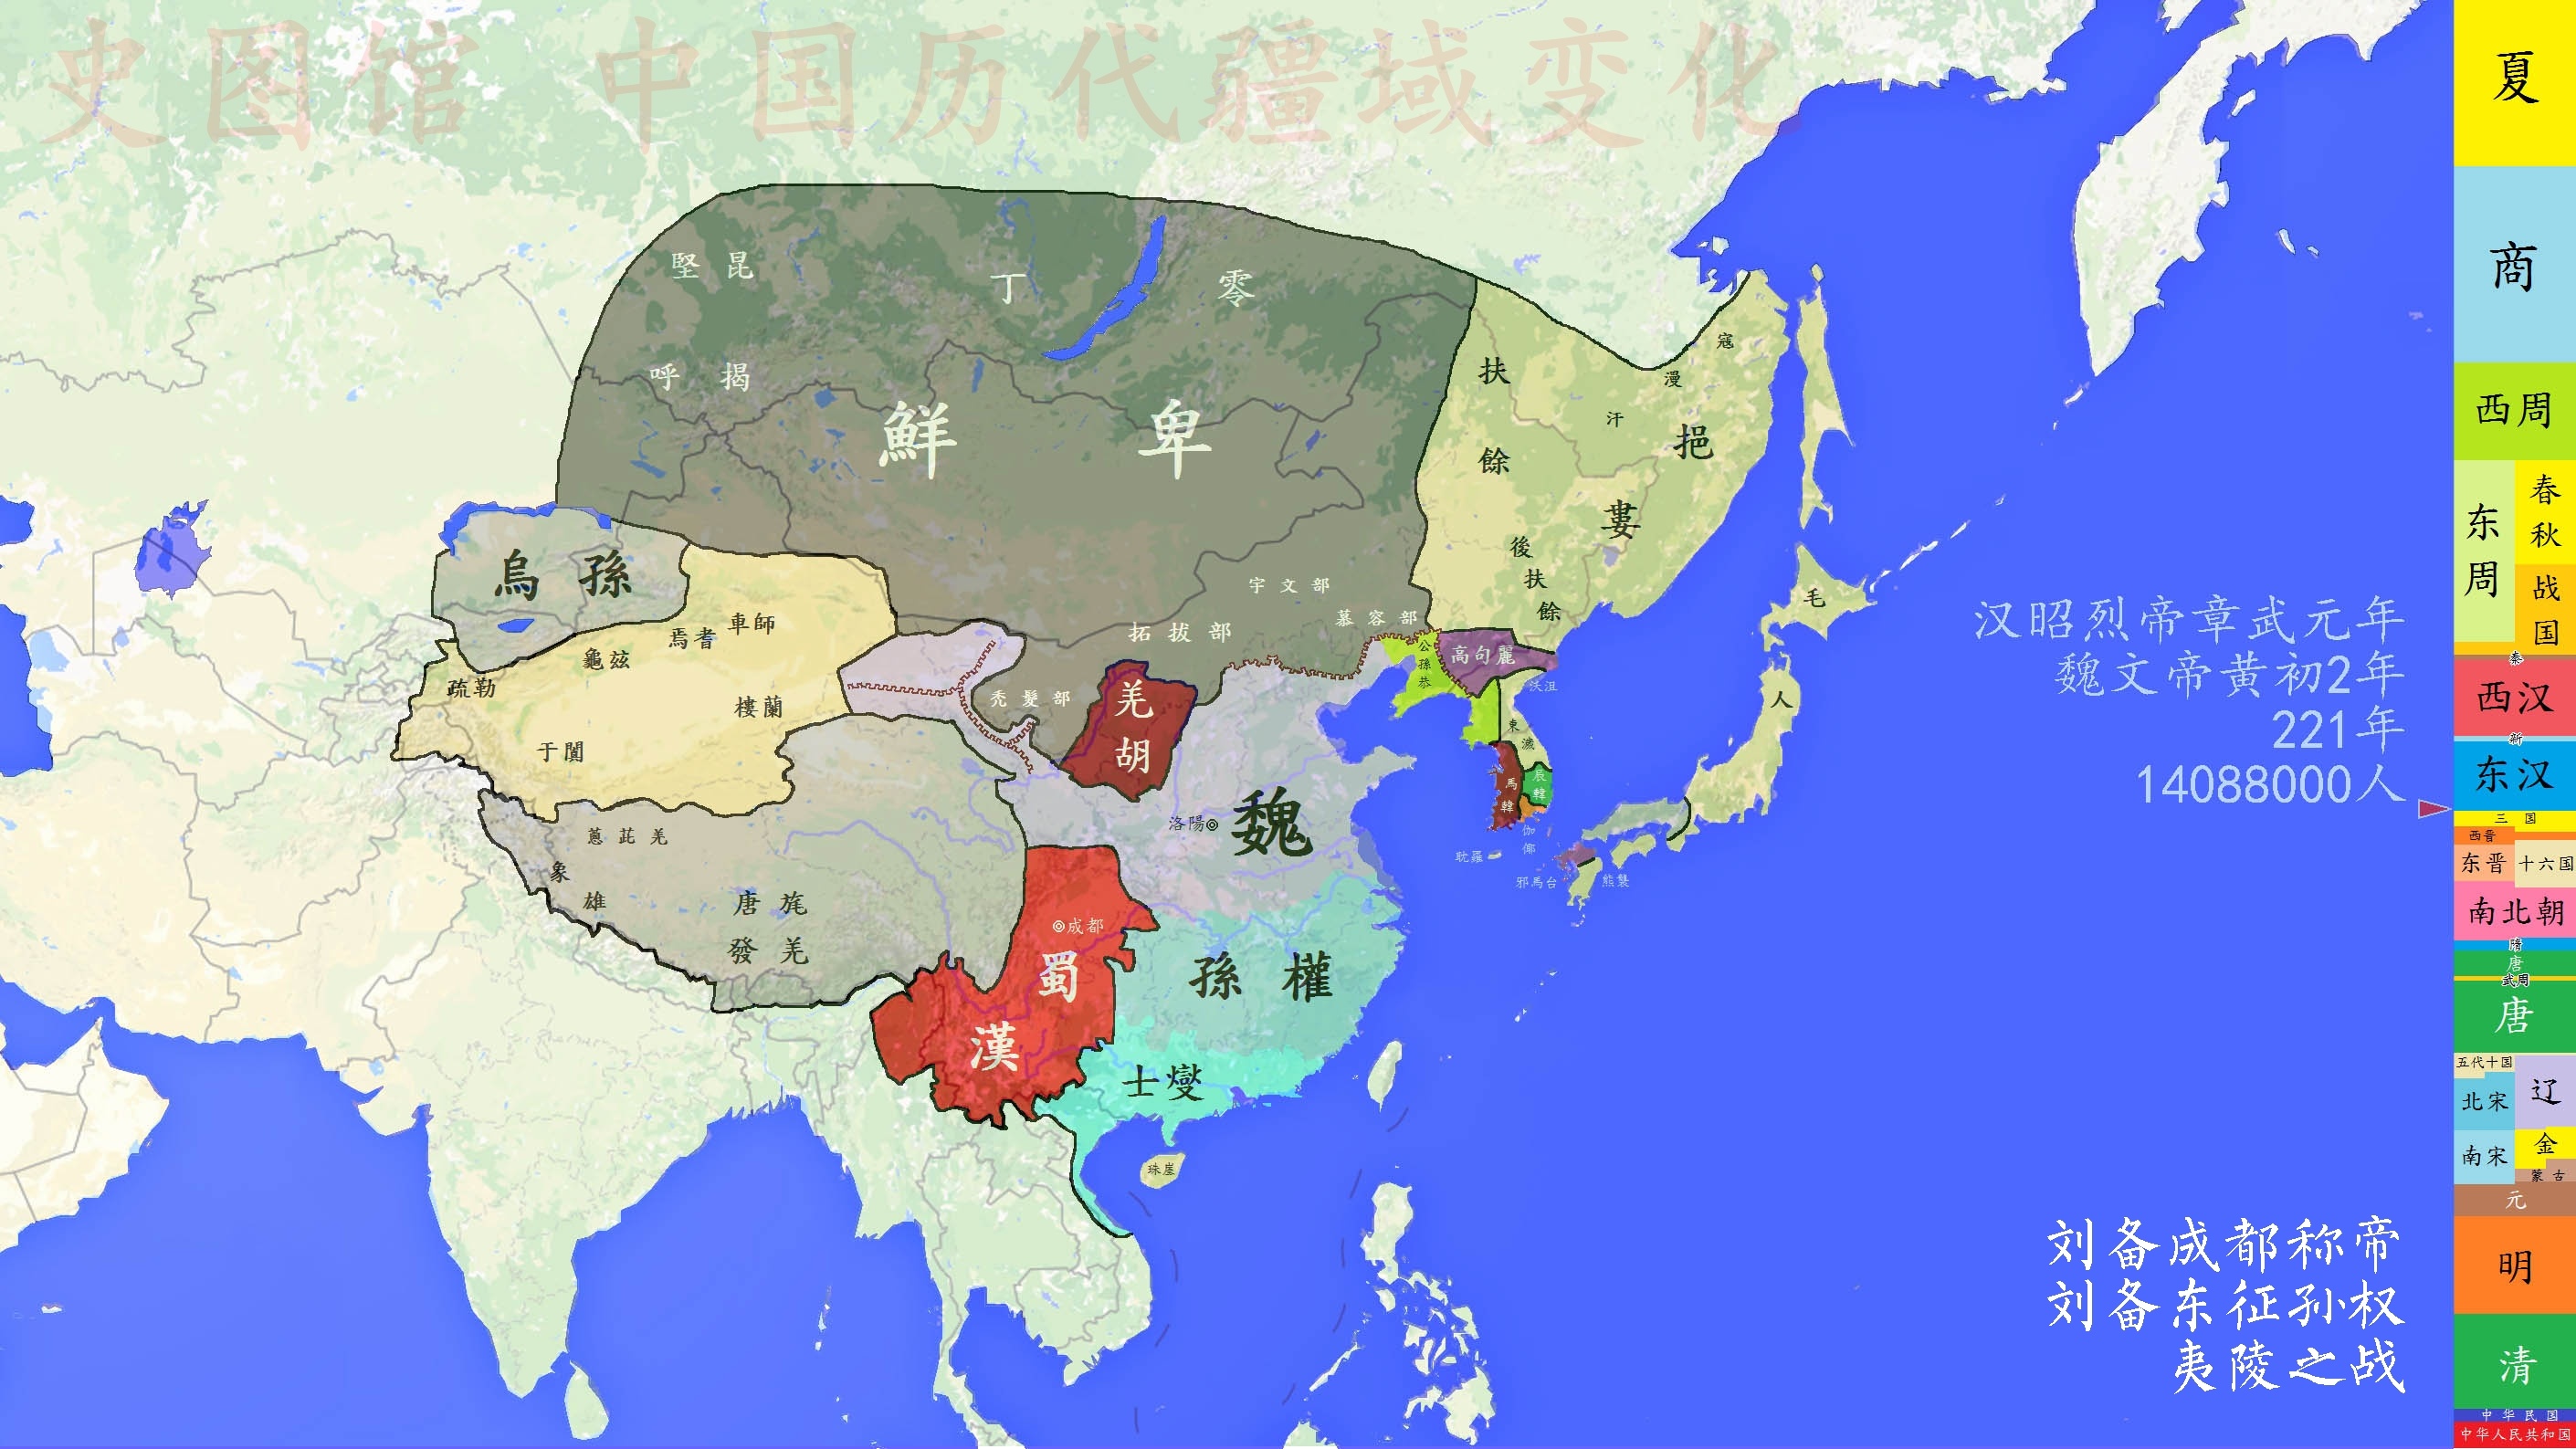 史图馆 中国历代疆域变化
堅昆
丁零
呼揭
鮮卑
扶餘
寇漫汗
挹婁
後扶餘
烏孫
宇文部
慕容部
拓拔部
車師
焉耆
龜茲
疏勒
樓蘭
于闐
禿髮部
羌胡
公孫恭
高句麗
沃沮
東濊
馬韓
辰韓
伽倻
耽羅
邪馬台
熊襲
毛人
魏
洛陽
蔥茈羌
象雄
唐旄
發羌
成都
蜀漢
孫權
士燮
珠崖
汉昭烈帝章武元年
魏文帝黄初2年
221年
14088000人
刘备成都称帝
刘备东征孙权
夷陵之战
夏
商
西周
东周
春秋
战国
秦
西汉
新
东汉
三国
西晋
东晋
十六国
南北朝
隋
唐
武周
唐
五代十国
辽
北宋
南宋
金
蒙古
元
明
清
中华民国
中华人民共和国